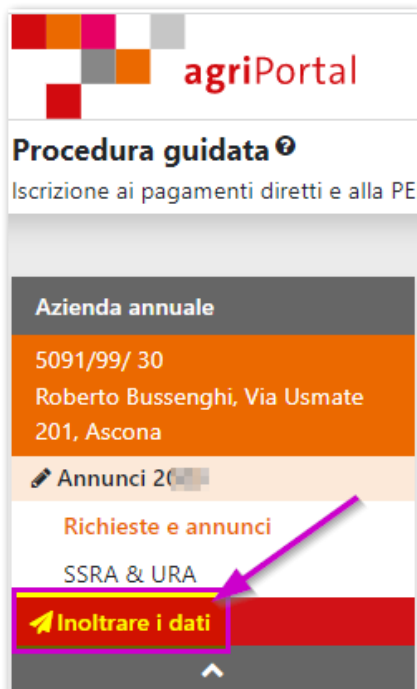 agriPortal
Procedura guidata
Iscrizione ai pagamenti diretti e alla PE
Azienda annuale
5091/99/ 30
Roberto Bussenghi, Via Usmate
201, Ascona
Annunci
Richieste e annunci
SSRA & URA
Inoltrare i dati